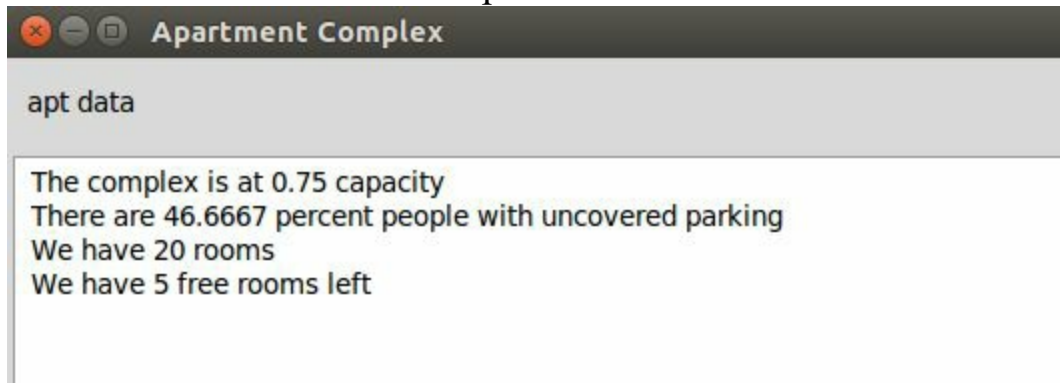 Apartment Complex
apt data
The complex is at 0.75 capacity
There are 46.6667 percent people with uncovered parking
We have 20 rooms
We have 5 free rooms left